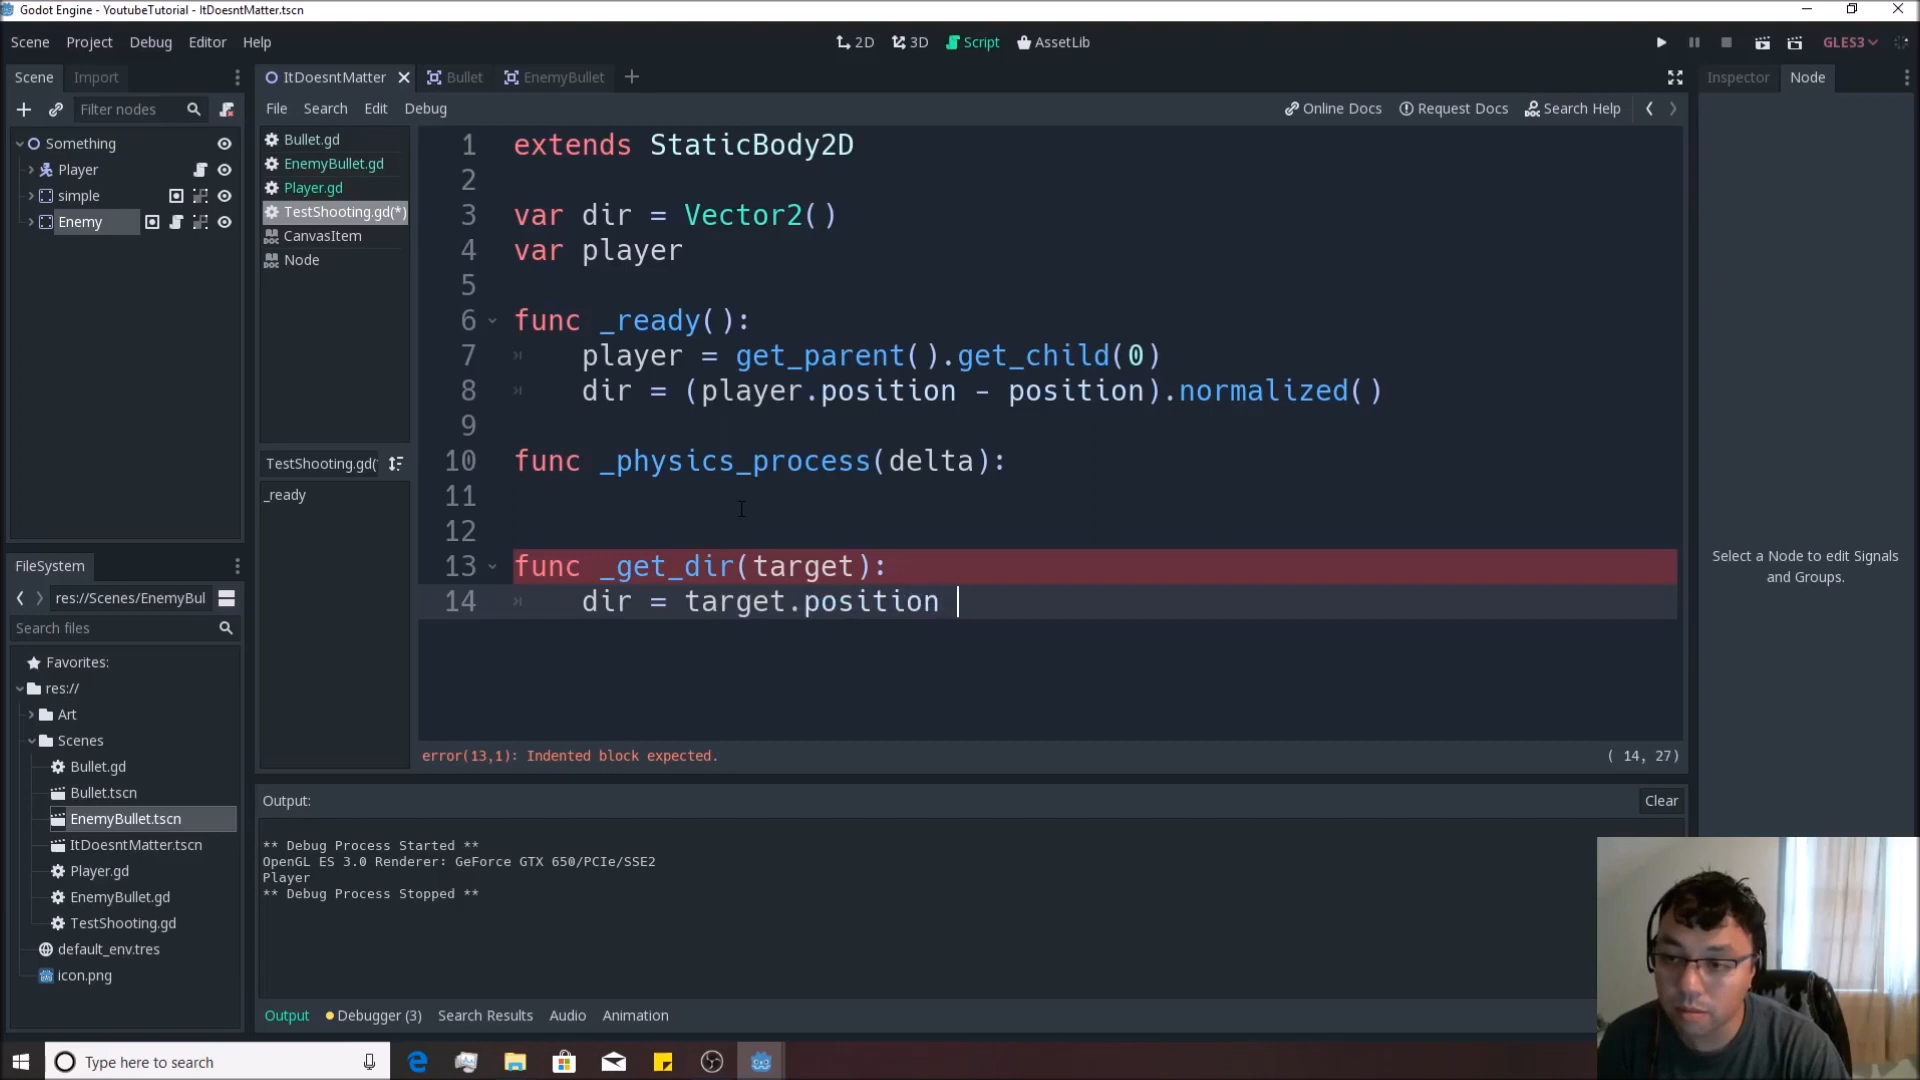 Godot Engine - YoutubeTutorial - ItDoesntMatter.tscn
Scene Project Debug Editor Help
2D 3D Script AssetLib
GLES3
Scene Import
ItDoesntMatter Bullet EnemyBullet
Inspector Node
Filter nodes
File Search Edit Debug
Online Docs Request Docs Search Help
Something
Player
simple
Enemy
Bullet.gd
EnemyBullet.gd
Player.gd
TestShooting.gd(*)
CanvasItem
Node
TestShooting.gd(
_ready
1 extends StaticBody2D
2
3 var dir = Vector2()
4 var player
5
6 func _ready():
7 player = get_parent().get_child(0)
8 dir = (player.position - position).normalized()
9
10 func _physics_process(delta):
11
12
13 func _get_dir(target):
14 dir = target.position
error(13,1): Indented block expected.
( 14, 27)
Select a Node to edit Signals
and Groups.
FileSystem
res://Scenes/EnemyBul
Search files
Favorites:
res://
Art
Scenes
Bullet.gd
Bullet.tscn
EnemyBullet.tscn
ItDoesntMatter.tscn
Player.gd
EnemyBullet.gd
TestShooting.gd
default_env.tres
icon.png
Output:
Clear
** Debug Process Started **
OpenGL ES 3.0 Renderer: GeForce GTX 650/PCIe/SSE2
Player
** Debug Process Stopped **
Output Debugger (3) Search Results Audio Animation
Type here to search